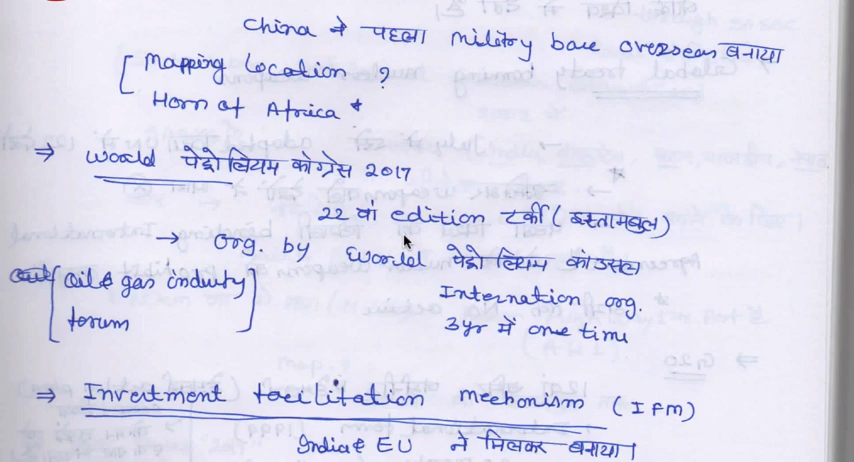 China ने पहला military base overseas बनाया
[ Mapping Location ?
Horn of Africa *
⇒ World पेट्रोलियम कांग्रेस 2017
22 वां edition टर्की (इस्तामबुल)
→ org. by World पेट्रोलियम काउंसल
[ oil & gas industry ] Internation org.
forum 3yr में one time
⇒ Investment facilitation mechonism (IFM)
India & EU ने मिलकर बनाया।